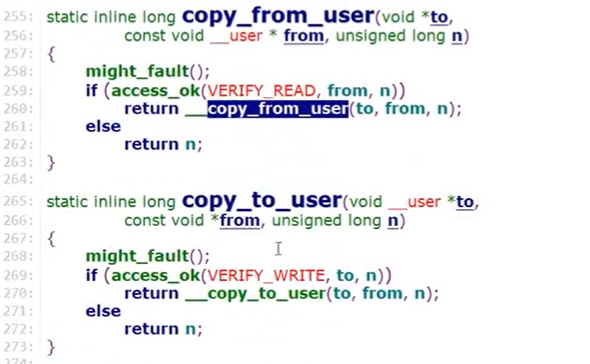 255: static inline long copy_from_user(void *to,
256: const void __user * from, unsigned long n)
257: {
258: might_fault();
259: if (access_ok(VERIFY_READ, from, n))
260: return __copy_from_user(to, from, n);
261: else
262: return n;
263: }
264:
265: static inline long copy_to_user(void __user *to,
266: const void *from, unsigned long n)
267: {
268: might_fault();
269: if (access_ok(VERIFY_WRITE, to, n))
270: return __copy_to_user(to, from, n);
271: else
272: return n;
273: }